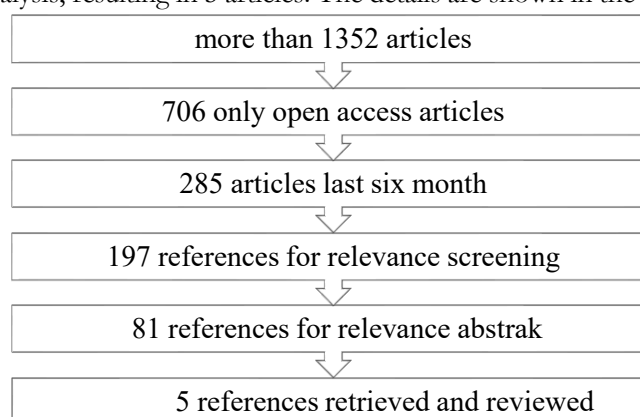 alysis, resulting in 5 articles. The details are shown in the
more than 1352 articles
706 only open access articles
285 articles last six month
197 references for relevance screening
81 references for relevance abstrak
5 references retrieved and reviewed